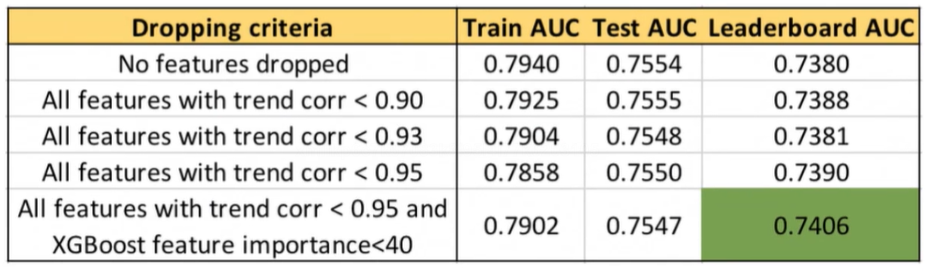 Dropping criteria Train AUC Test AUC Leaderboard AUC
No features dropped 0.7940 0.7554 0.7380
All features with trend corr < 0.90 0.7925 0.7555 0.7388
All features with trend corr < 0.93 0.7904 0.7548 0.7381
All features with trend corr < 0.95 0.7858 0.7550 0.7390
All features with trend corr < 0.95 and
XGBoost feature importance<40 0.7902 0.7547 0.7406